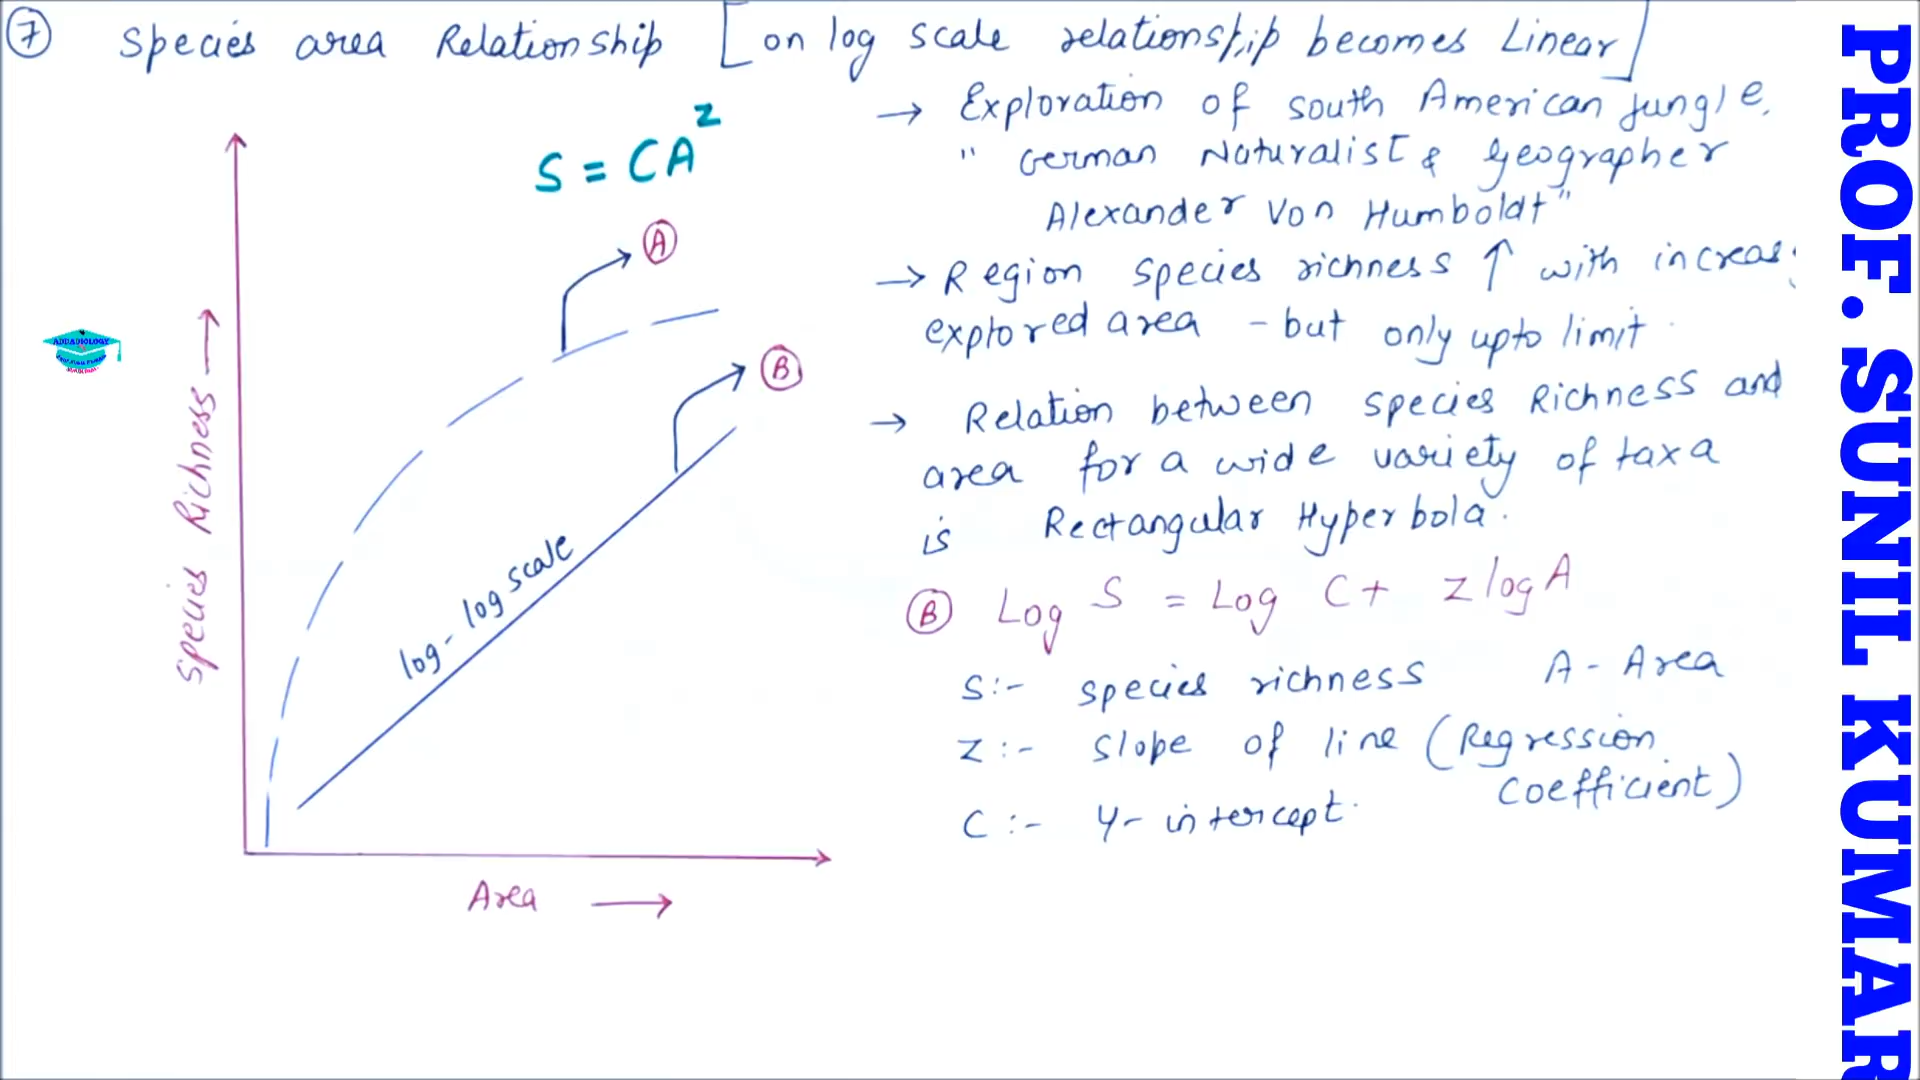 7 Species area Relationship [on log scale relationship becomes Linear]
S = CA^z
→ Exploration of south American jungle,
" German Naturalist & Geographer
Alexander Von Humboldt"
→ Region species richness ↑ with increas
explored area - but only upto limit
→ Relation between species Richness and
area for a wide variety of taxa
is Rectangular Hyperbola.
B Log S = Log C + z log A
S:- species richness A - Area
Z:- slope of line (Regression
coefficient)
C:- Y-intercept.
A
B
log-log scale
Species Richness →
Area →
ADDADIOLOGY
PROF. SUNIL KUMAR